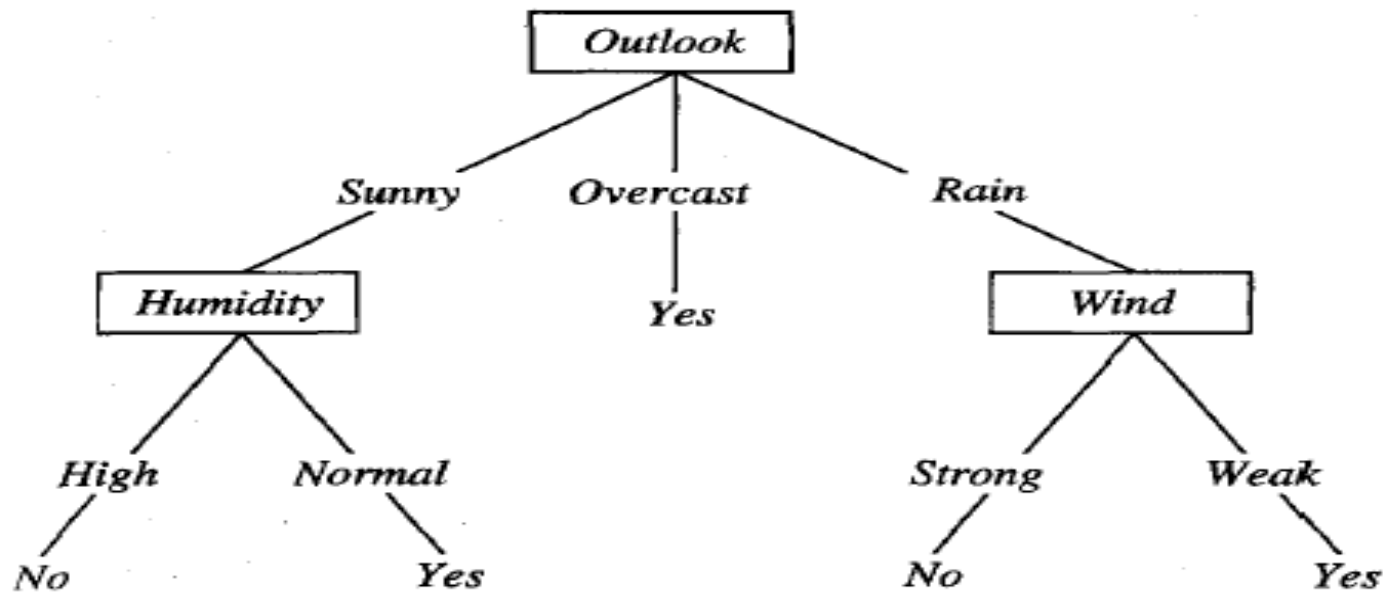 Outlook
Sunny Overcast Rain
Humidity Yes Wind
High Normal Strong Weak
No Yes No Yes